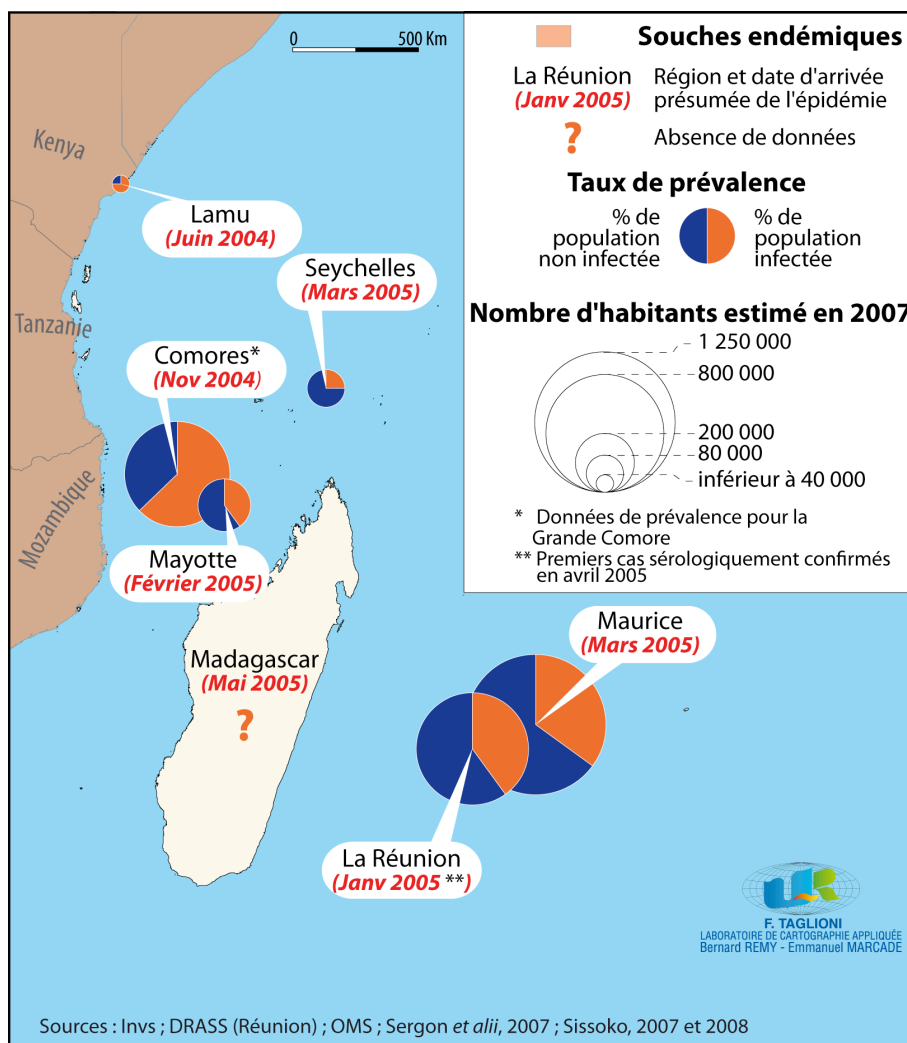 0 500 Km
Souches endémiques
La Réunion
(Janv 2005)
Région et date d'arrivée
présumée de l'épidémie
?
Absence de données
Taux de prévalence
% de
population
non infectée
% de
population
infectée
Nombre d'habitants estimé en 2007
1 250 000
800 000
200 000
80 000
inférieur à 40 000
* Données de prévalence pour la
Grande Comore
** Premiers cas sérologiquement confirmés
en avril 2005
Kenya
Lamu
(Juin 2004)
Seychelles
(Mars 2005)
Tanzanie
Comores*
(Nov 2004)
Mozambique
Mayotte
(Février 2005)
Madagascar
(Mai 2005)
?
Maurice
(Mars 2005)
La Réunion
(Janv 2005 **)
UR
F. TAGLIONI
LABORATOIRE DE CARTOGRAPHIE APPLIQUÉE
Bernard REMY - Emmanuel MARCADE
Sources : Invs ; DRASS (Réunion) ; OMS ; Sergon et alii, 2007 ; Sissoko, 2007 et 2008